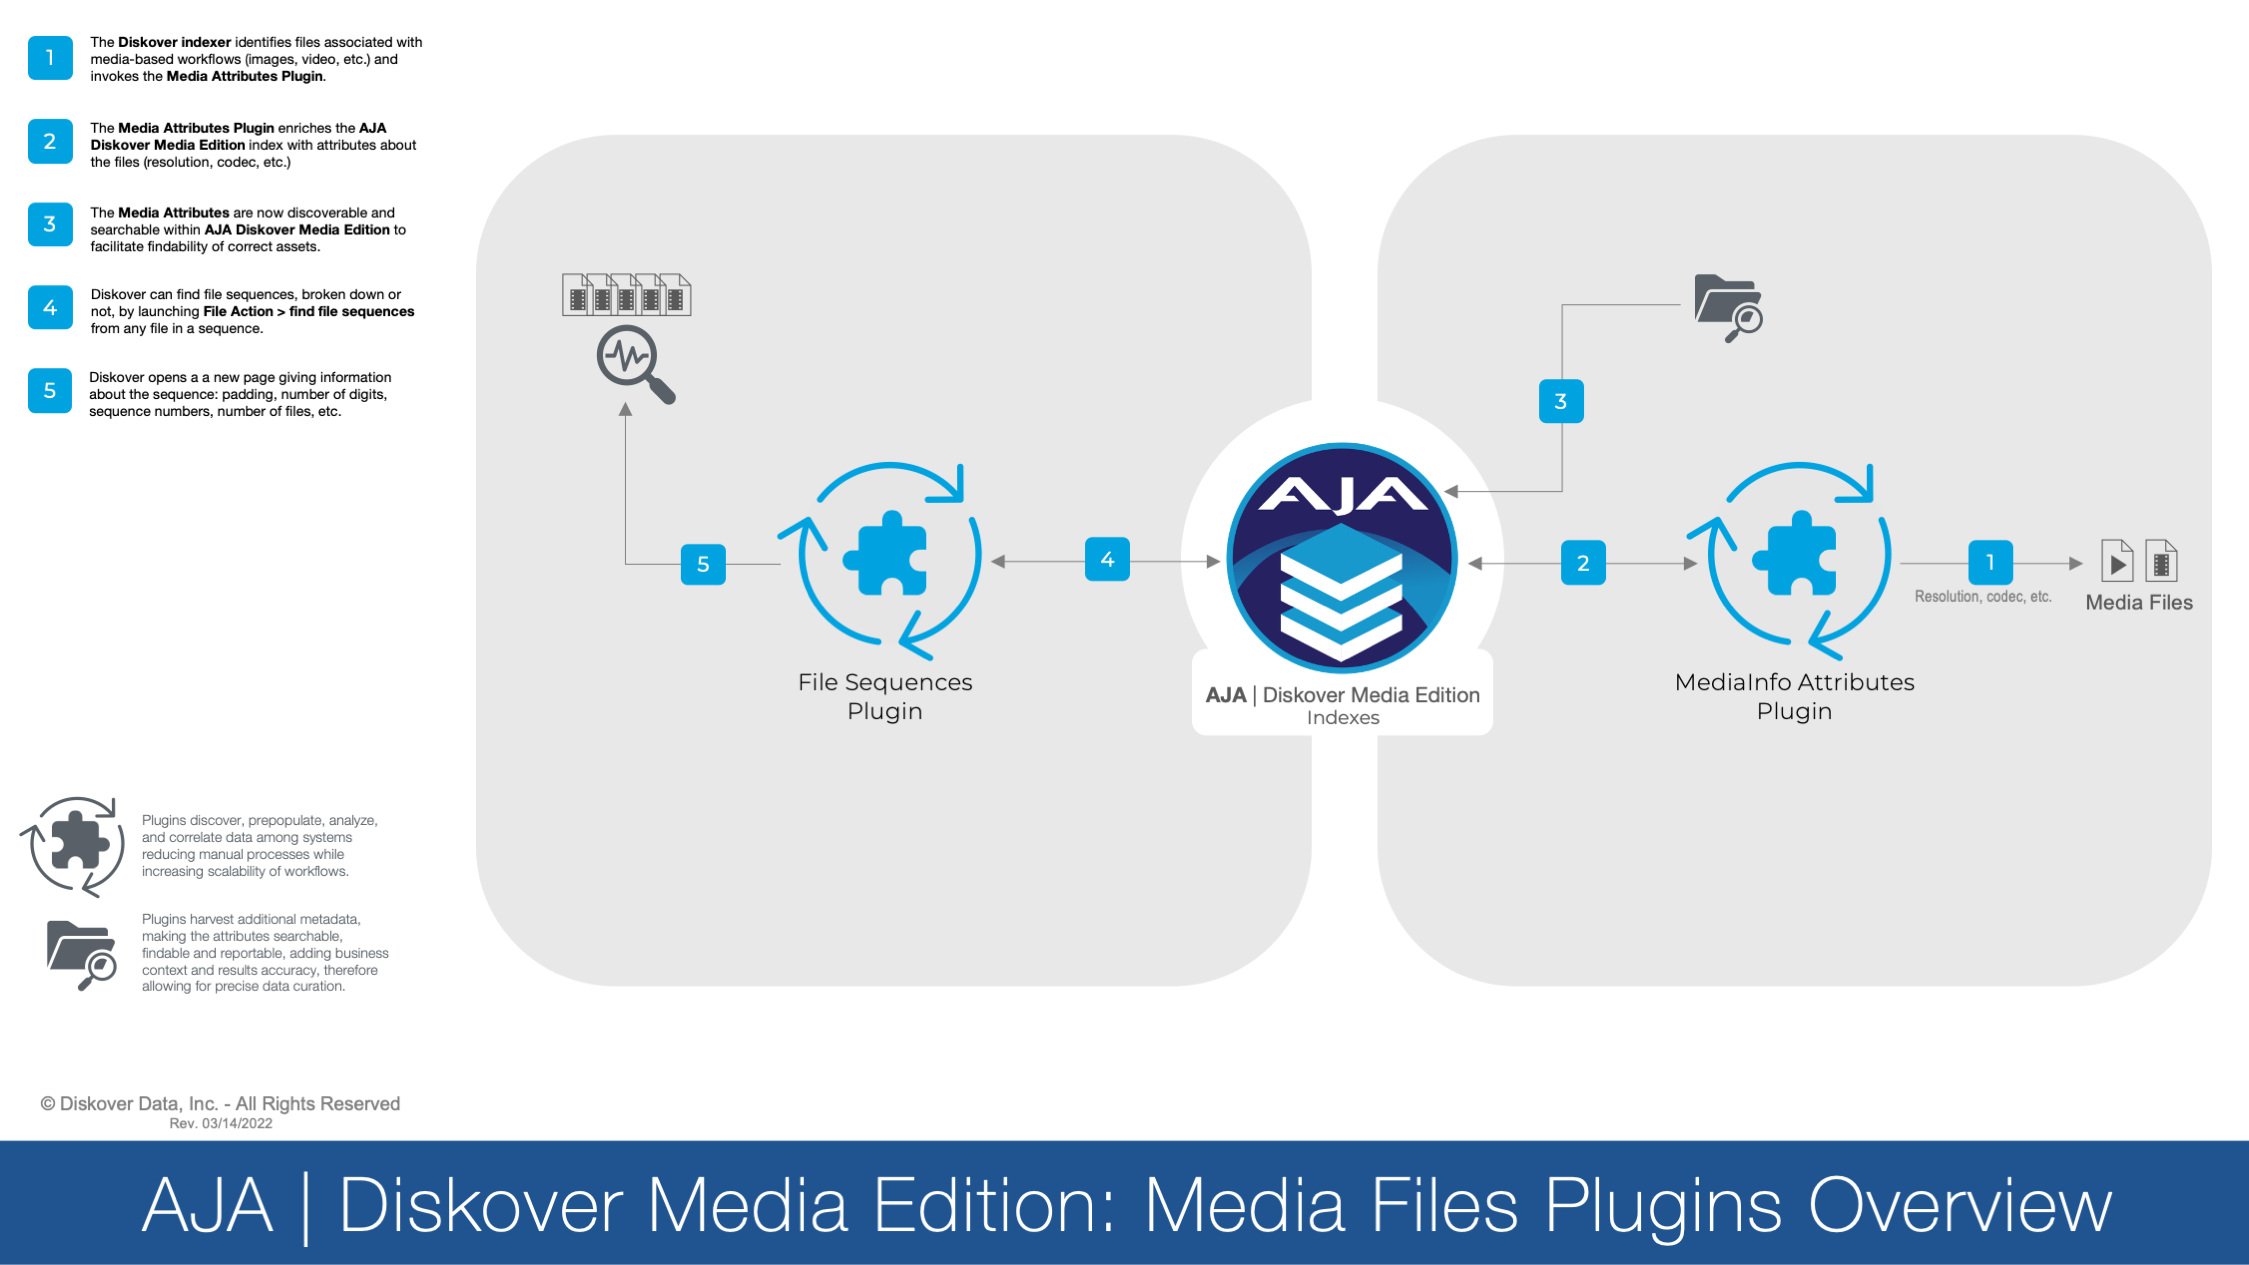 1
The Diskover indexer identifies files associated with
media-based workflows (images, video, etc.) and
invokes the Media Attributes Plugin.
2
The Media Attributes Plugin enriches the AJA
Diskover Media Edition index with attributes about
the files (resolution, codec, etc.)
3
The Media Attributes are now discoverable and
searchable within AJA Diskover Media Edition to
facilitate findability of correct assets.
4
Diskover can find file sequences, broken down or
not, by launching File Action > find file sequences
from any file in a sequence.
5
Diskover opens a a new page giving information
about the sequence: padding, number of digits,
sequence numbers, number of files, etc.
5
File Sequences
Plugin
4
AJA
AJA | Diskover Media Edition
Indexes
3
2
MediaInfo Attributes
Plugin
1
Resolution, codec, etc.
Media Files
Plugins discover, prepopulate, analyze,
and correlate data among systems
reducing manual processes while
increasing scalability of workflows.
Plugins harvest additional metadata,
making the attributes searchable,
findable and reportable, adding business
context and results accuracy, therefore
allowing for precise data curation.
© Diskover Data, Inc. - All Rights Reserved
Rev. 03/14/2022
AJA | Diskover Media Edition: Media Files Plugins Overview